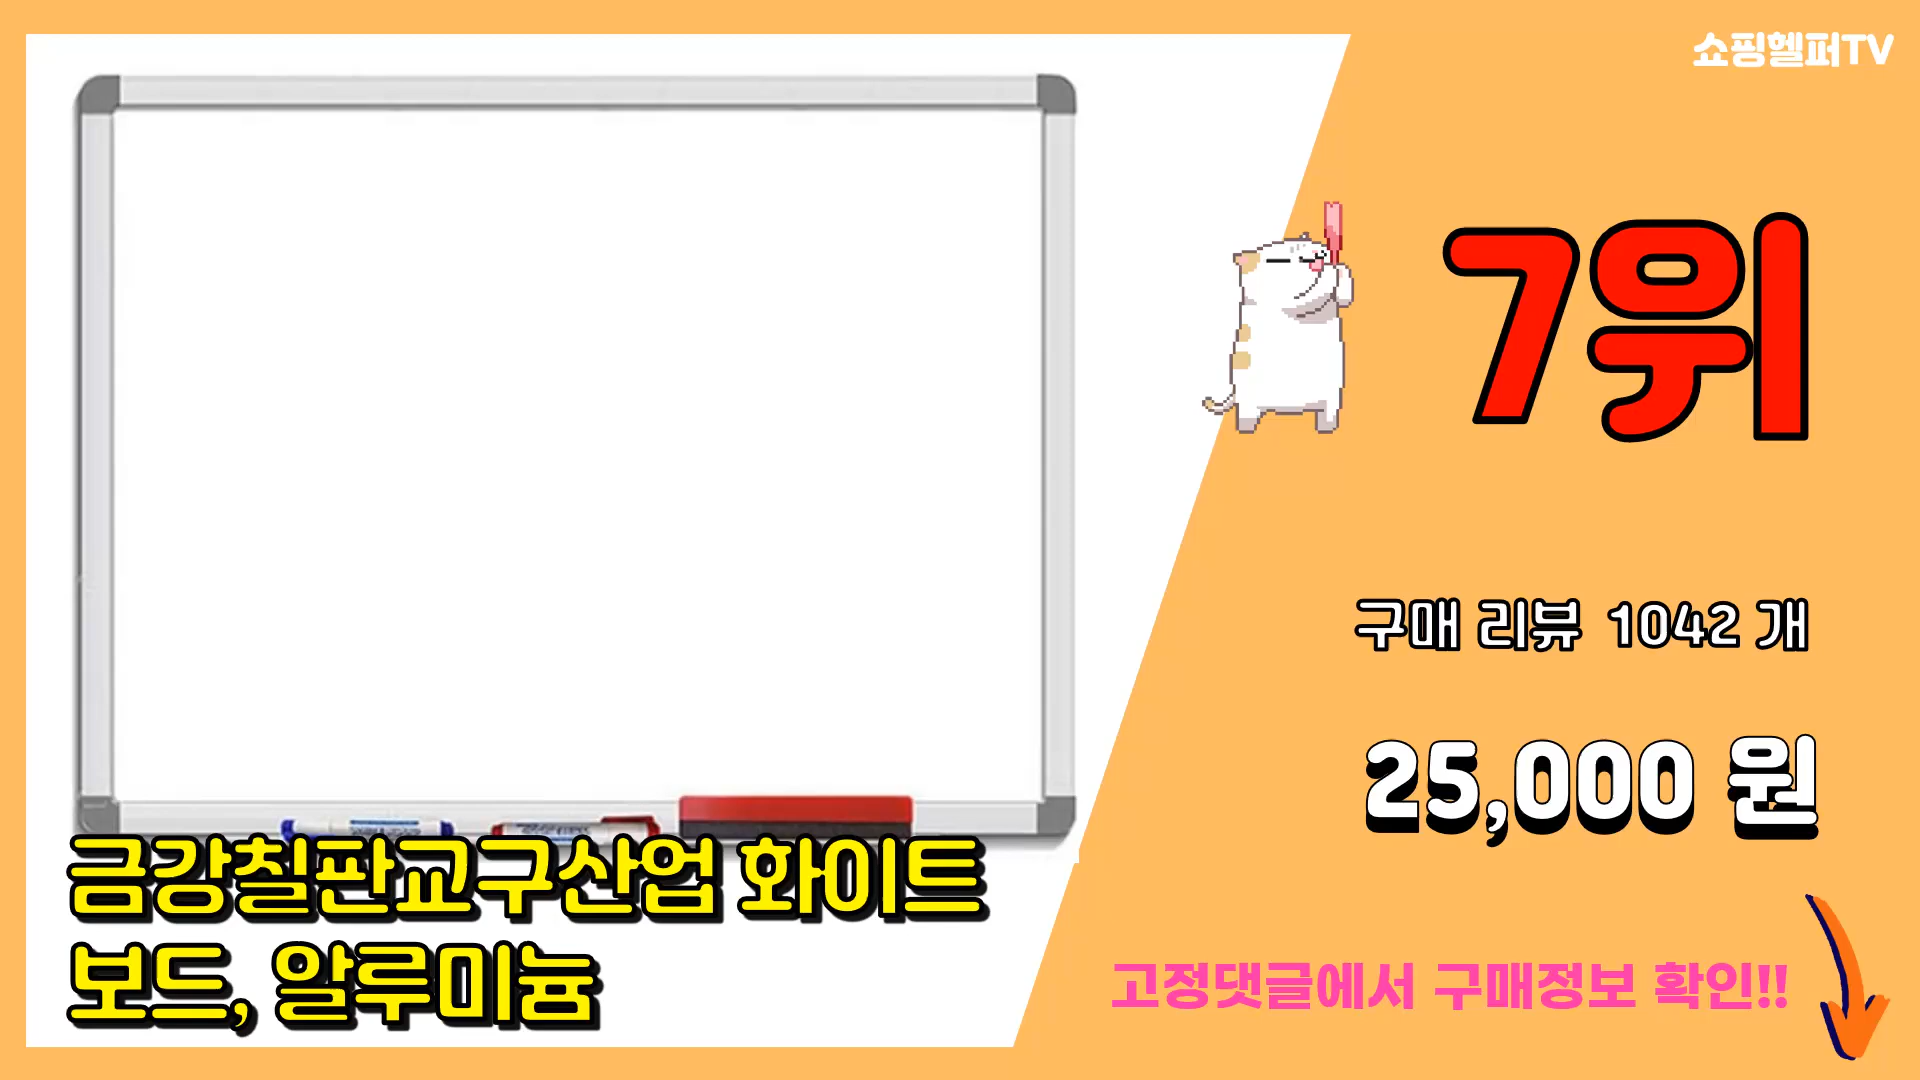 쇼핑헬퍼TV
7위
구매 리뷰 1042 개
25,000 원
금강칠판교구산업 화이트
보드, 알루미늄
고정댓글에서 구매정보 확인!!